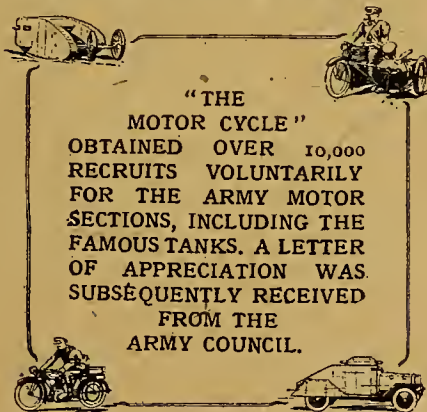 "THE
MOTOR CYCLE"
OBTAINED OVER 10,000
RECRUITS VOLUNTARILY
FOR THE ARMY MOTOR
SECTIONS, INCLUDING THE
FAMOUS TANKS. A LETTER
OF APPRECIATION WAS
SUBSEQUENTLY RECEIVED
FROM THE
ARMY COUNCIL.